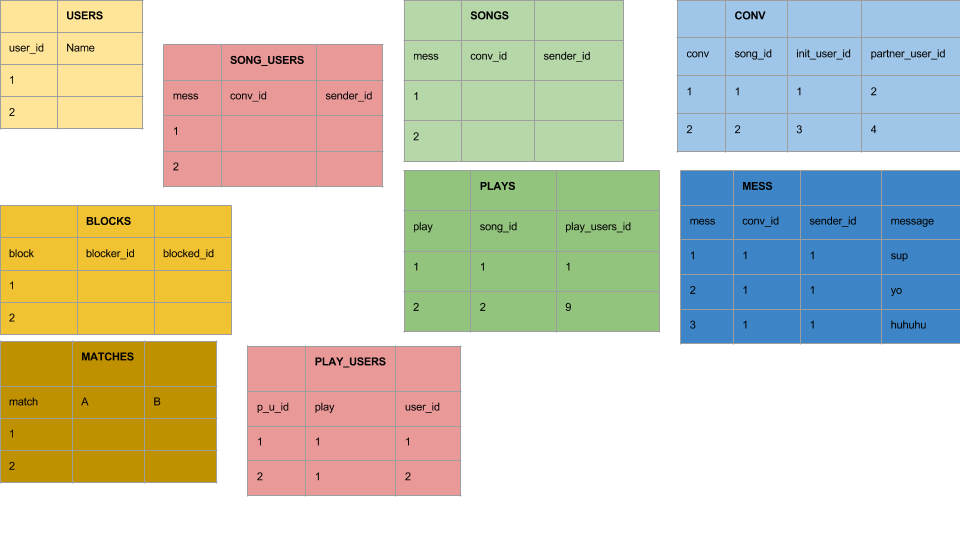 USERS
user_id Name
1
2
SONG_USERS
mess conv_id sender_id
1
2
SONGS
mess conv_id sender_id
1
2
CONV
conv song_id init_user_id partner_user_id
1 1 1 2
2 2 3 4
BLOCKS
block blocker_id blocked_id
1
2
PLAYS
play song_id play_users_id
1 1 1
2 2 9
MESS
mess conv_id sender_id message
1 1 1 sup
2 1 1 yo
3 1 1 huhuhu
MATCHES
match A B
1
2
PLAY_USERS
p_u_id play user_id
1 1 1
2 1 2